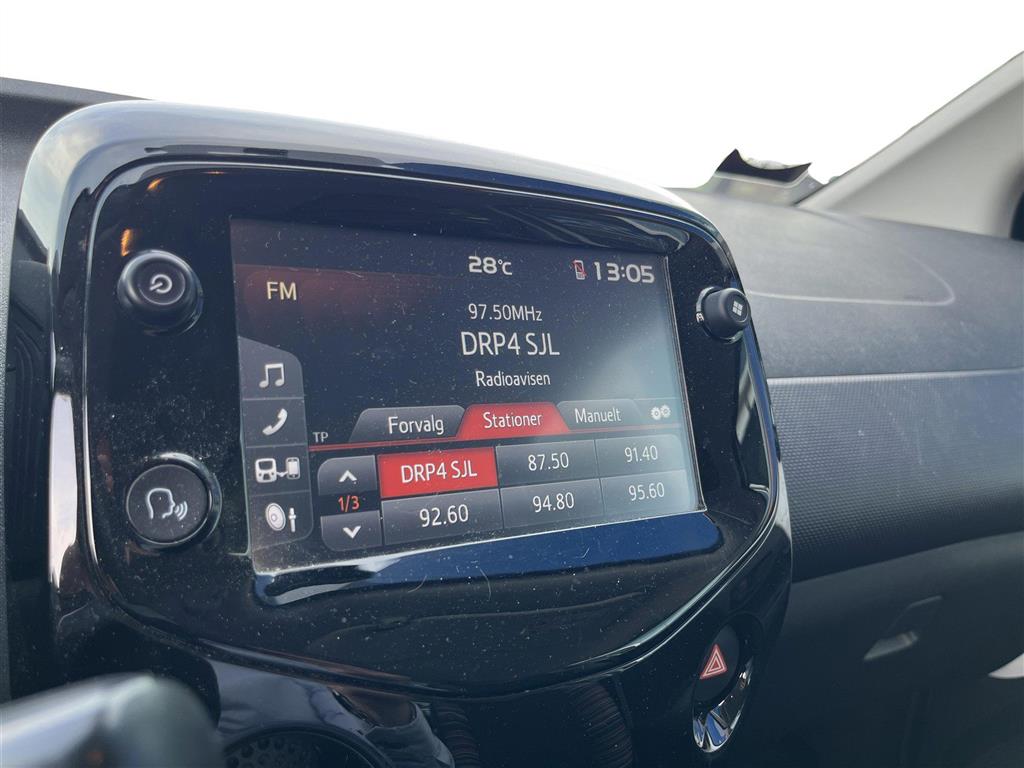 28°C
13:05
FM
97.50MHz
DRP4 SJL
Radioavisen
TP
Forvalg Stationer Manuelt
DRP4 SJL 87.50 91.40
1/3
92.60 94.80 95.60